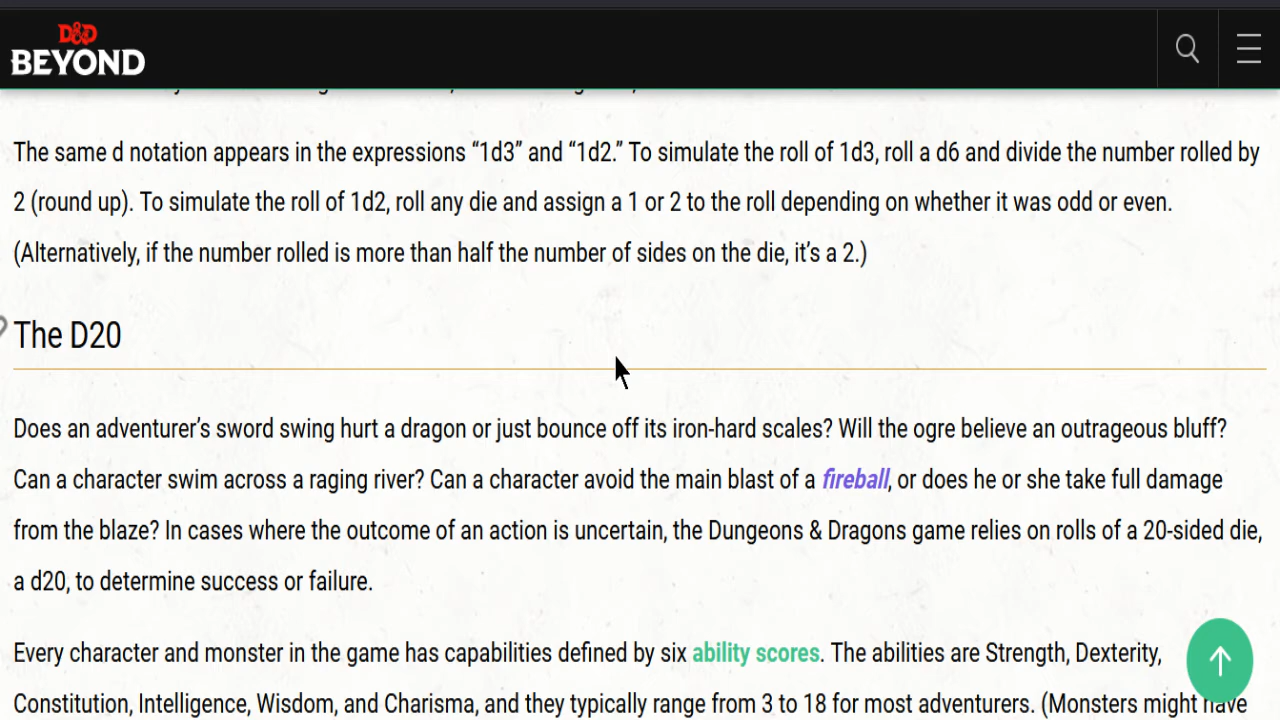 D&D
BEYOND
The same d notation appears in the expressions “1d3” and “1d2.” To simulate the roll of 1d3, roll a d6 and divide the number rolled by
2 (round up). To simulate the roll of 1d2, roll any die and assign a 1 or 2 to the roll depending on whether it was odd or even.
(Alternatively, if the number rolled is more than half the number of sides on the die, it’s a 2.)
The D20
Does an adventurer’s sword swing hurt a dragon or just bounce off its iron-hard scales? Will the ogre believe an outrageous bluff?
Can a character swim across a raging river? Can a character avoid the main blast of a fireball, or does he or she take full damage
from the blaze? In cases where the outcome of an action is uncertain, the Dungeons & Dragons game relies on rolls of a 20-sided die,
a d20, to determine success or failure.
Every character and monster in the game has capabilities defined by six ability scores. The abilities are Strength, Dexterity,
Constitution, Intelligence, Wisdom, and Charisma, and they typically range from 3 to 18 for most adventurers. (Monsters might have